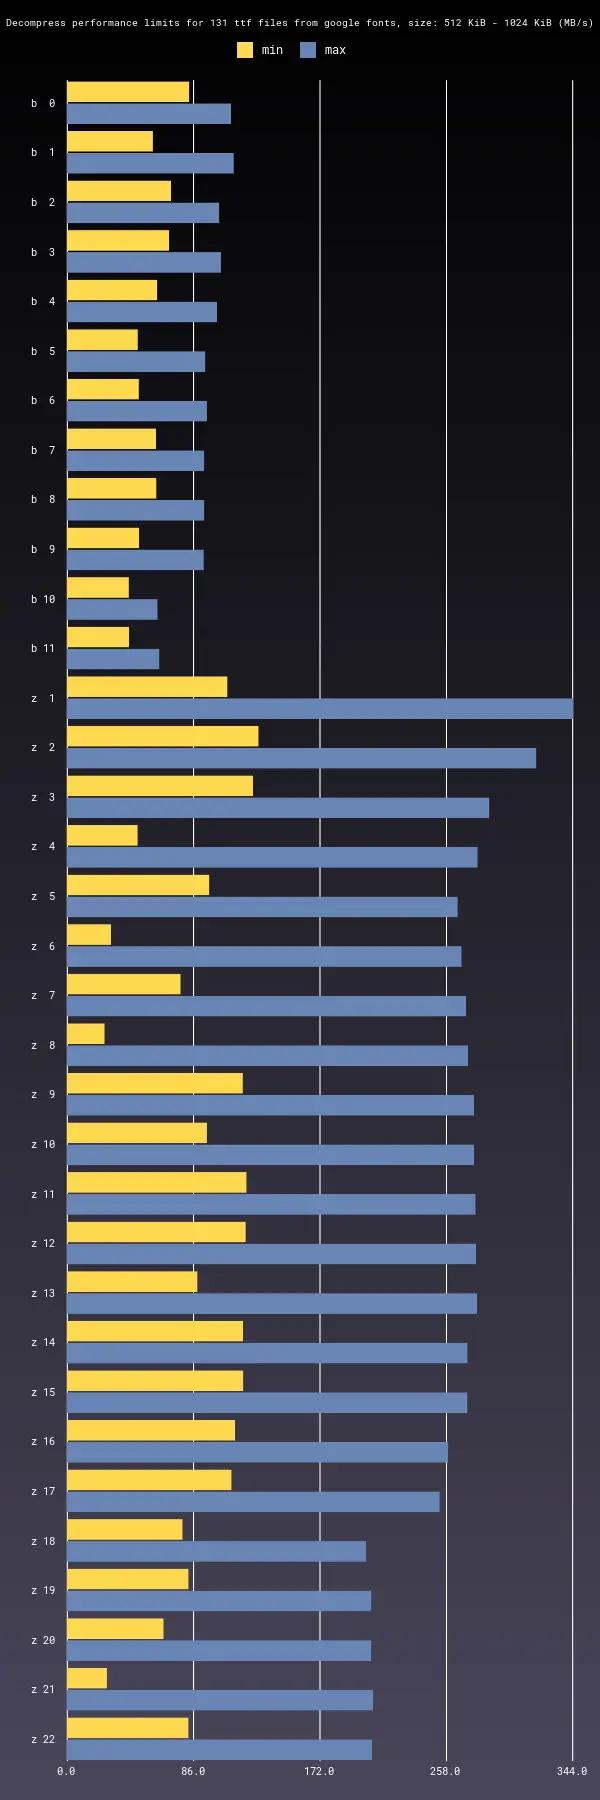 Decompress performance limits for 131 ttf files from google fonts, size: 512 KiB - 1024 KiB (MB/s)
min max
b 0
b 1
b 2
b 3
b 4
b 5
b 6
b 7
b 8
b 9
b 10
b 11
z 1
z 2
z 3
z 4
z 5
z 6
z 7
z 8
z 9
z 10
z 11
z 12
z 13
z 14
z 15
z 16
z 17
z 18
z 19
z 20
z 21
z 22
0.0 86.0 172.0 258.0 344.0